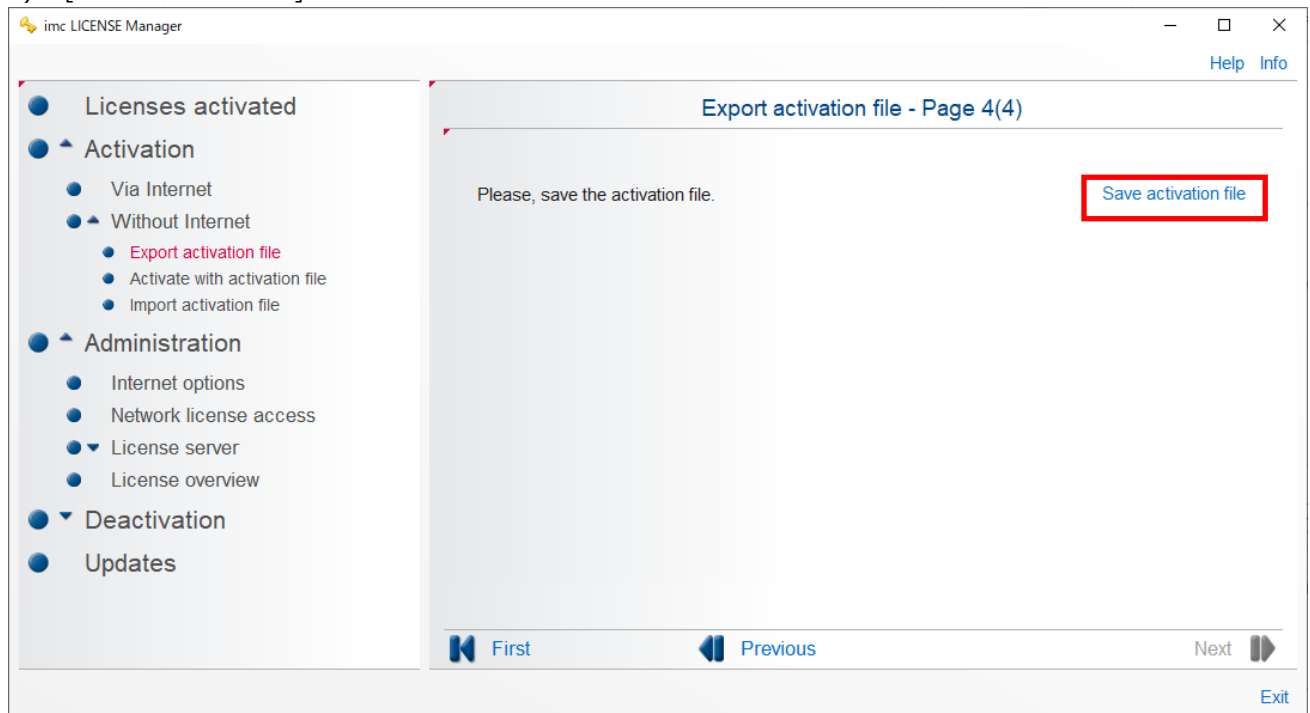 imc LICENSE Manager
Help Info
Licenses activated
Activation
Via Internet
Without Internet
Export activation file
Activate with activation file
Import activation file
Administration
Internet options
Network license access
License server
License overview
Deactivation
Updates
Export activation file - Page 4(4)
Please, save the activation file.
Save activation file
First
Previous
Next
Exit